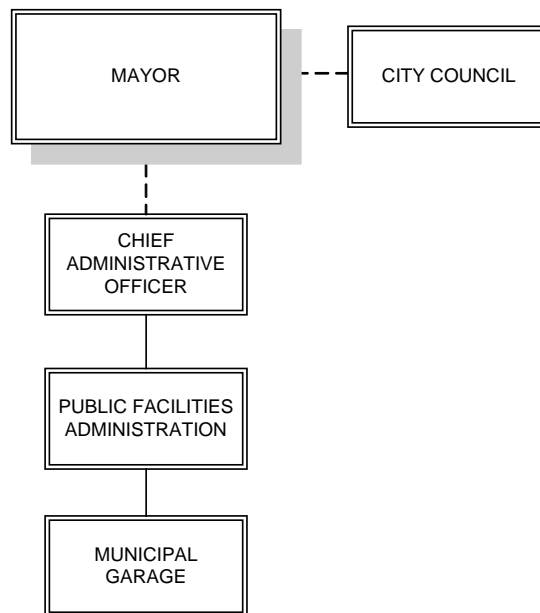 MAYOR
CITY COUNCIL
CHIEF
ADMINISTRATIVE
OFFICER
PUBLIC FACILITIES
ADMINISTRATION
MUNICIPAL
GARAGE